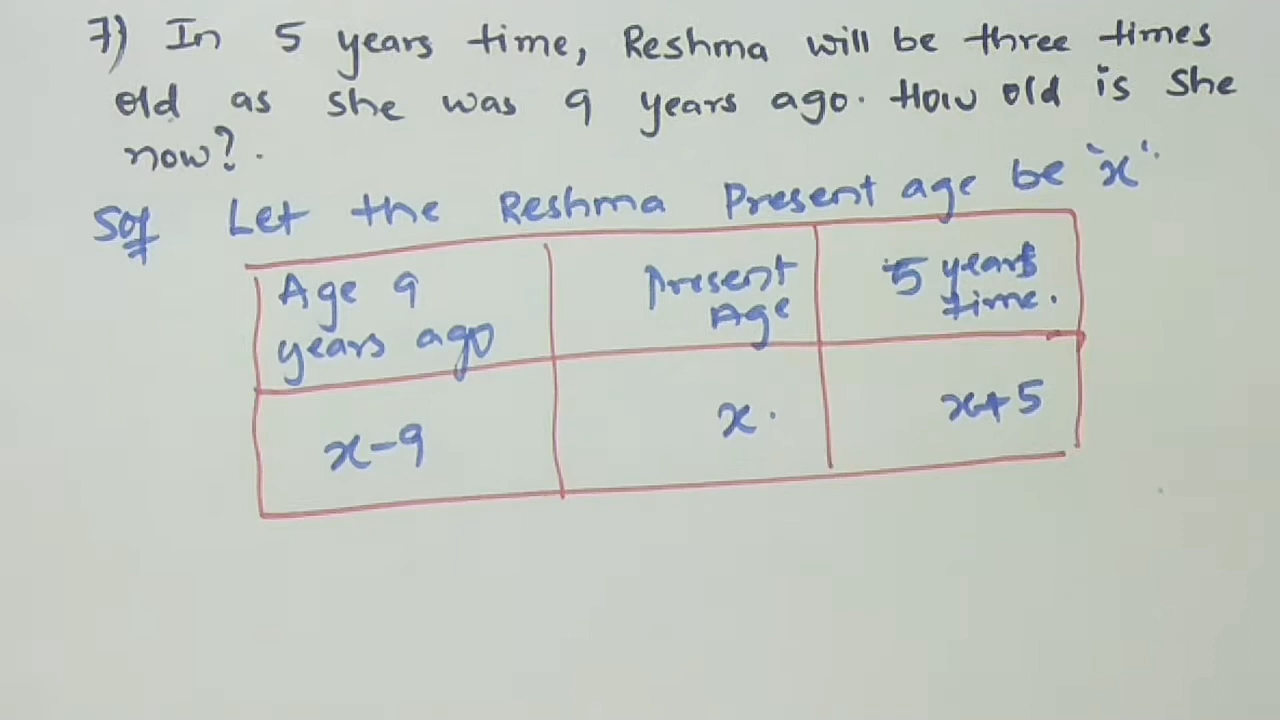 7) In 5 years time, Reshma will be three times
old as she was 9 years ago. How old is she
now?.
Sol Let the Reshma Present age be "x".
Age 9
years ago
Present
Age
5 years
time.
x-9
x.
x+5